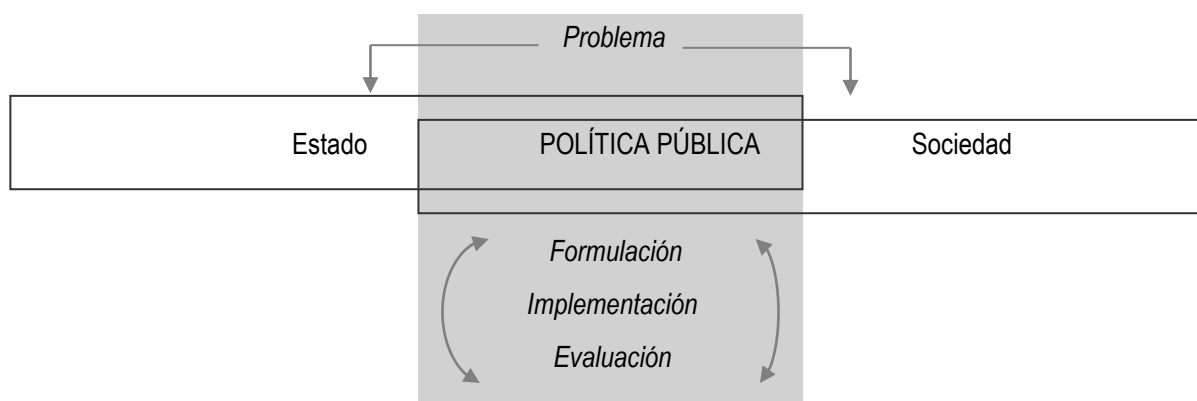 Problema
Estado POLÍTICA PÚBLICA Sociedad
Formulación
Implementación
Evaluación